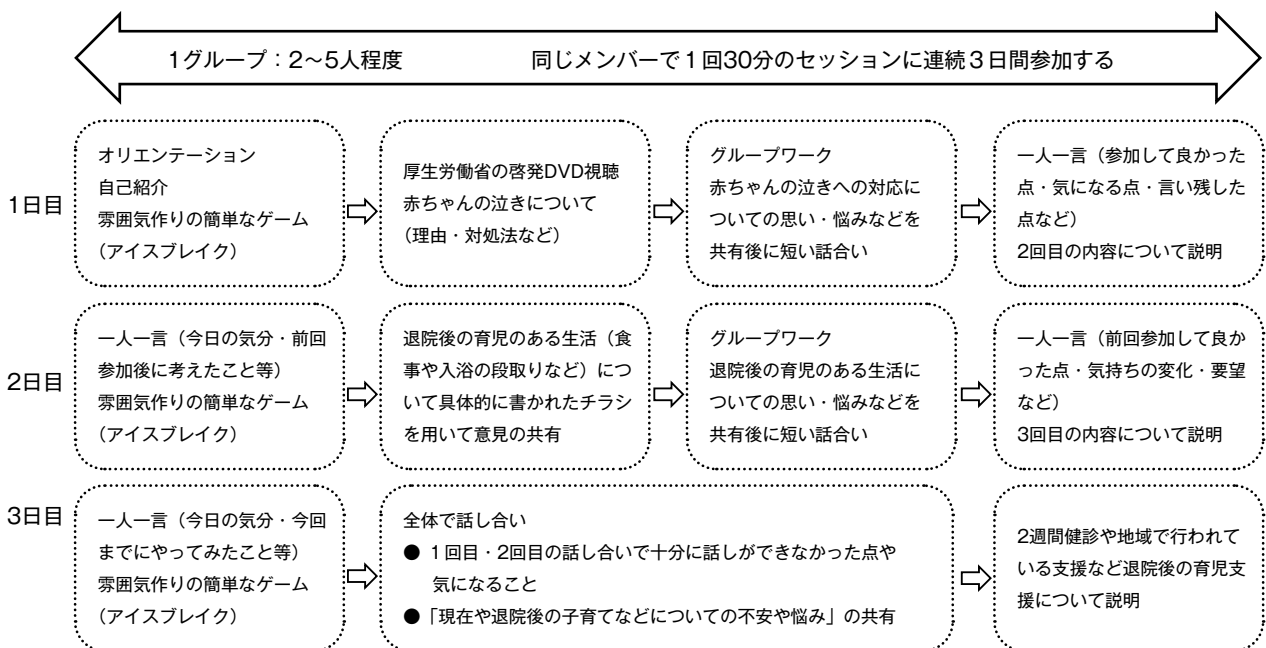 1グループ：2〜5人程度　同じメンバーで１回30分のセッションに連続３日間参加する
1日目
オリエンテーション
自己紹介
雰囲気作りの簡単なゲーム
（アイスブレイク）
厚生労働省の啓発DVD視聴
赤ちゃんの泣きについて
（理由・対処法など）
グループワーク
赤ちゃんの泣きへの対応に
ついての思い・悩みなどを
共有後に短い話合い
一人一言（参加して良かった
点・気になる点・言い残した
点など）
2回目の内容について説明
2日目
一人一言（今日の気分・前回
参加後に考えたこと等）
雰囲気作りの簡単なゲーム
（アイスブレイク）
退院後の育児のある生活（食
事や入浴の段取りなど）につ
いて具体的に書かれたチラシ
を用いて意見の共有
グループワーク
退院後の育児のある生活に
ついての思い・悩みなどを
共有後に短い話合い
一人一言（前回参加して良か
った点・気持ちの変化・要望
など）
3回目の内容について説明
3日目
一人一言（今日の気分・今回
までにやってみたこと等）
雰囲気作りの簡単なゲーム
（アイスブレイク）
全体で話し合い
● １回目・2回目の話し合いで十分に話しができなかった点や
気になること
●「現在や退院後の子育てなどについての不安や悩み」の共有
2週間健診や地域で行われて
いる支援など退院後の育児支
援について説明